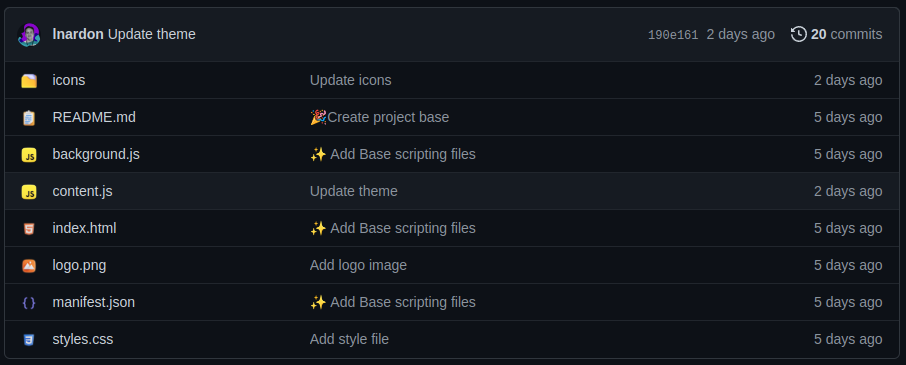 lnardon Update theme 190e161 2 days ago 20 commits
icons Update icons 2 days ago
README.md 🎉Create project base 5 days ago
JS background.js ✨ Add Base scripting files 5 days ago
JS content.js Update theme 2 days ago
index.html ✨ Add Base scripting files 5 days ago
logo.png Add logo image 5 days ago
{ } manifest.json ✨ Add Base scripting files 5 days ago
styles.css Add style file 5 days ago